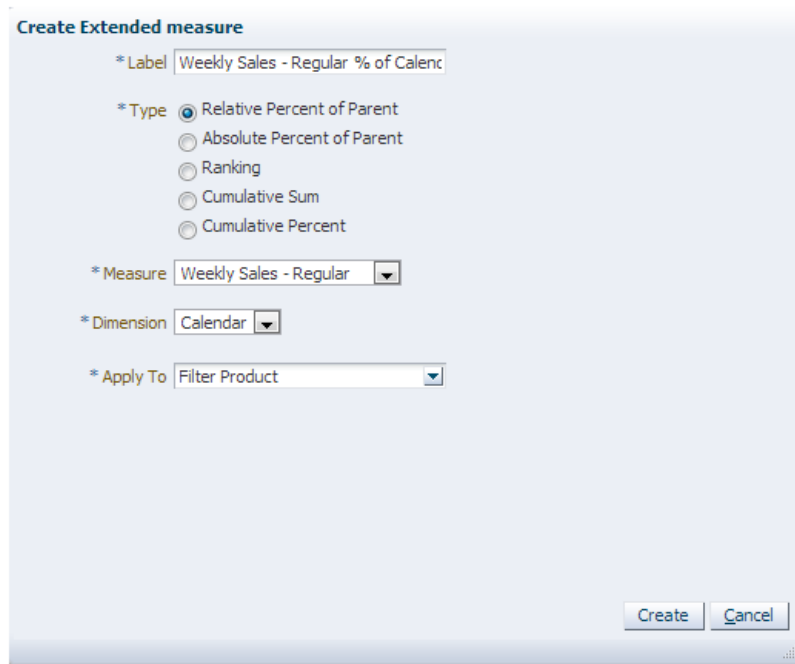 Create Extended measure
* Label Weekly Sales - Regular % of Calenc
* Type Relative Percent of Parent
Absolute Percent of Parent
Ranking
Cumulative Sum
Cumulative Percent
* Measure Weekly Sales - Regular
* Dimension Calendar
* Apply To Filter Product
Create Cancel